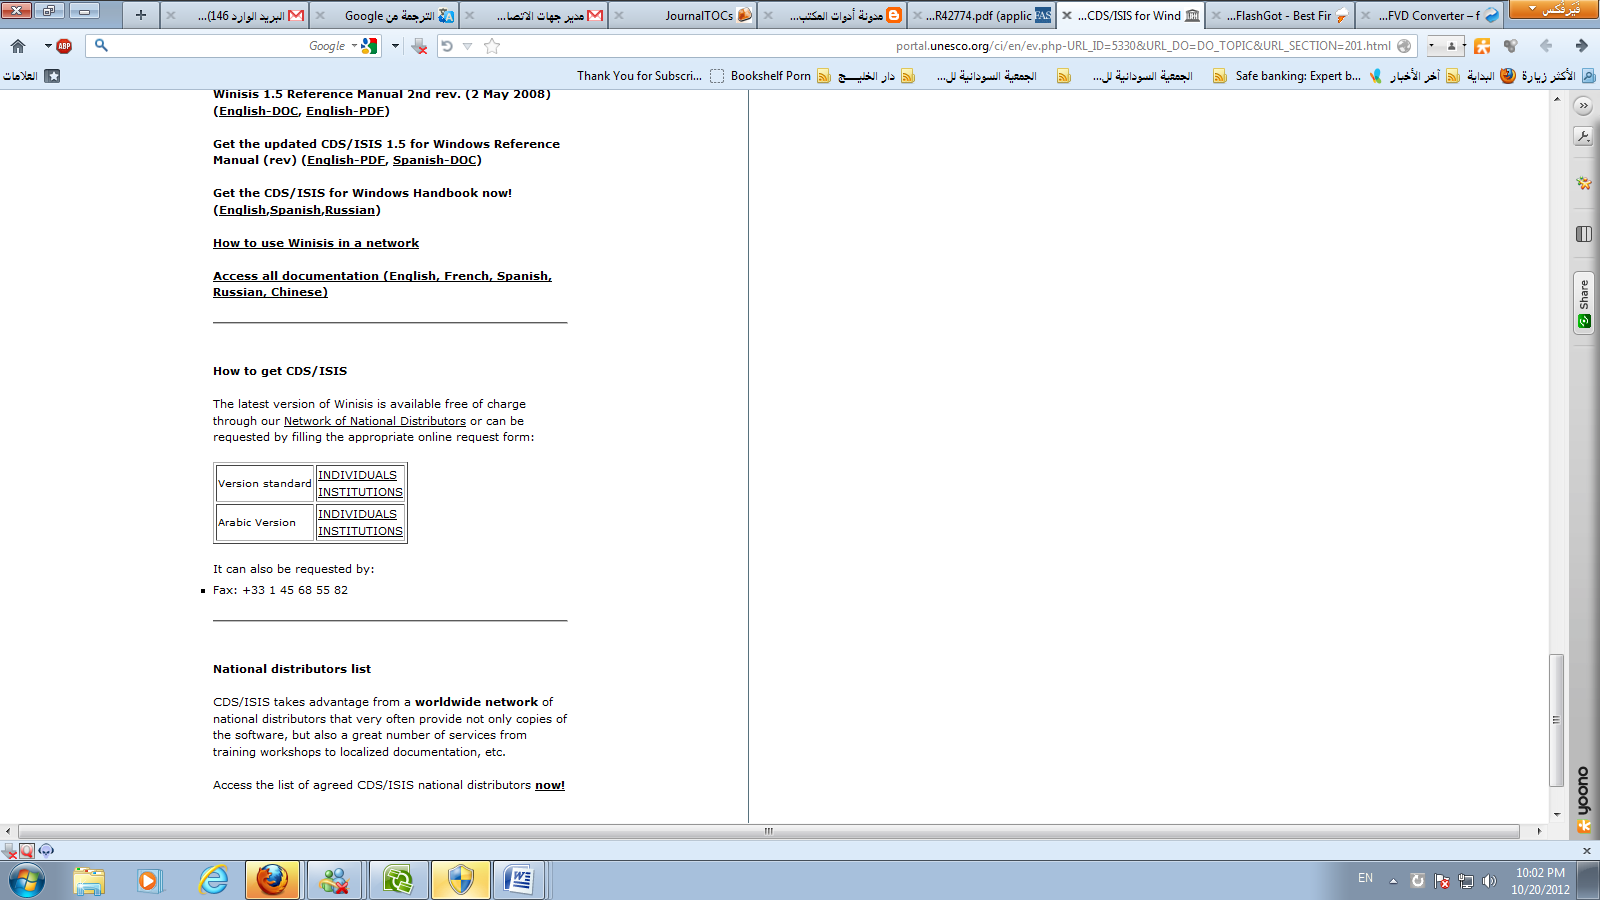 فَيَرفُكس
البريد الوارد (146)...
الترجمة من Google
مدير جهات الاتصا...
JournalTOCs
مدونة أدوات المكتب...
R42774.pdf (applic...
FAS
CDS/ISIS for Wind...
FlashGot - Best Fir...
FVD Converter – f...
ABP
Google
portal.unesco.org/ci/en/ev.php-URL_ID=5330&URL_DO=DO_TOPIC&URL_SECTION=201.html
العلامات
Thank You for Subscri...
Bookshelf Porn
دار الخليـــج
الجمعية السودانية لل...
الجمعية السودانية لل...
Safe banking: Expert b...
آخر الأخبار
البداية
الأكثر زيارة
Winisis 1.5 Reference Manual 2nd rev. (2 May 2008)
(English-DOC, English-PDF)
Get the updated CDS/ISIS 1.5 for Windows Reference
Manual (rev) (English-PDF, Spanish-DOC)
Get the CDS/ISIS for Windows Handbook now!
(English,Spanish,Russian)
How to use Winisis in a network
Access all documentation (English, French, Spanish,
Russian, Chinese)
How to get CDS/ISIS
The latest version of Winisis is available free of charge
through our Network of National Distributors or can be
requested by filling the appropriate online request form:
Version standard
INDIVIDUALS
INSTITUTIONS
Arabic Version
INDIVIDUALS
INSTITUTIONS
It can also be requested by:
Fax: +33 1 45 68 55 82
National distributors list
CDS/ISIS takes advantage from a worldwide network of
national distributors that very often provide not only copies of
the software, but also a great number of services from
training workshops to localized documentation, etc.
Access the list of agreed CDS/ISIS national distributors now!
Share
yoono
EN
10:02 PM
10/20/2012